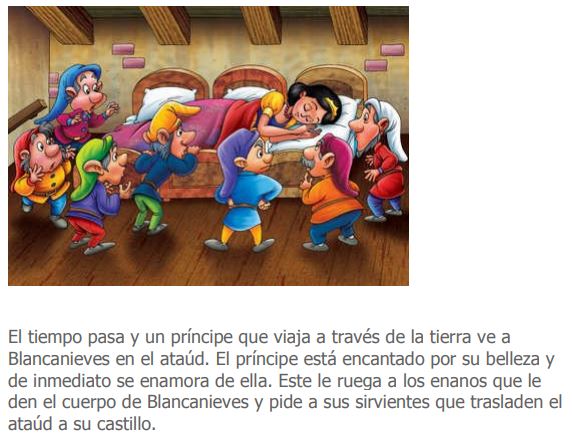 El tiempo pasa y un príncipe que viaja a través de la tierra ve a
Blancanieves en el ataúd. El príncipe está encantado por su belleza y
de inmediato se enamora de ella. Este le ruega a los enanos que le
den el cuerpo de Blancanieves y pide a sus sirvientes que trasladen el
ataúd a su castillo.